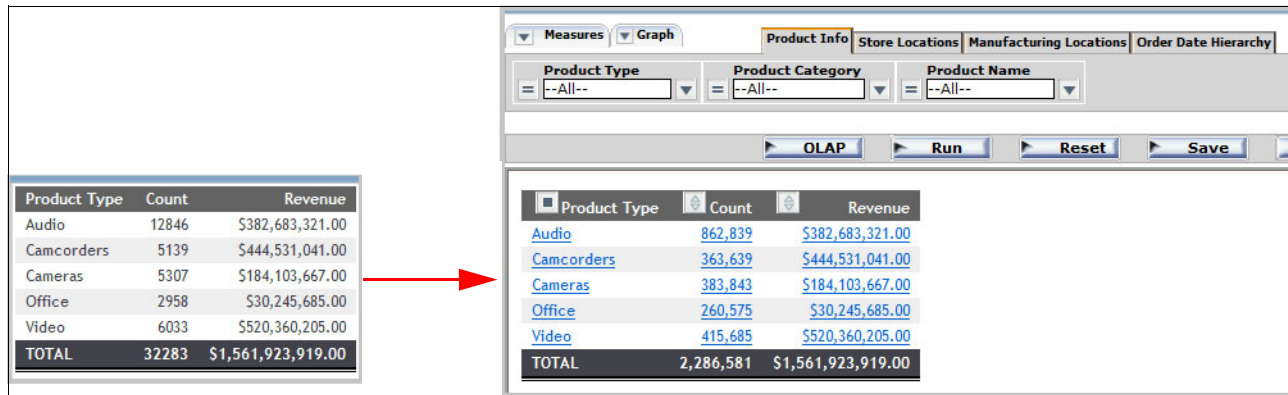 Product Type Count Revenue
Audio 12846 $382,683,321.00
Camcorders 5139 $444,531,041.00
Cameras 5307 $184,103,667.00
Office 2958 $30,245,685.00
Video 6033 $520,360,205.00
TOTAL 32283 $1,561,923,919.00
Measures Graph Product Info Store Locations Manufacturing Locations Order Date Hierarchy
Product Type Product Category Product Name
= --All-- = --All-- = --All--
OLAP Run Reset Save
Product Type Count Revenue
Audio 862,839 $382,683,321.00
Camcorders 363,639 $444,531,041.00
Cameras 383,843 $184,103,667.00
Office 260,575 $30,245,685.00
Video 415,685 $520,360,205.00
TOTAL 2,286,581 $1,561,923,919.00